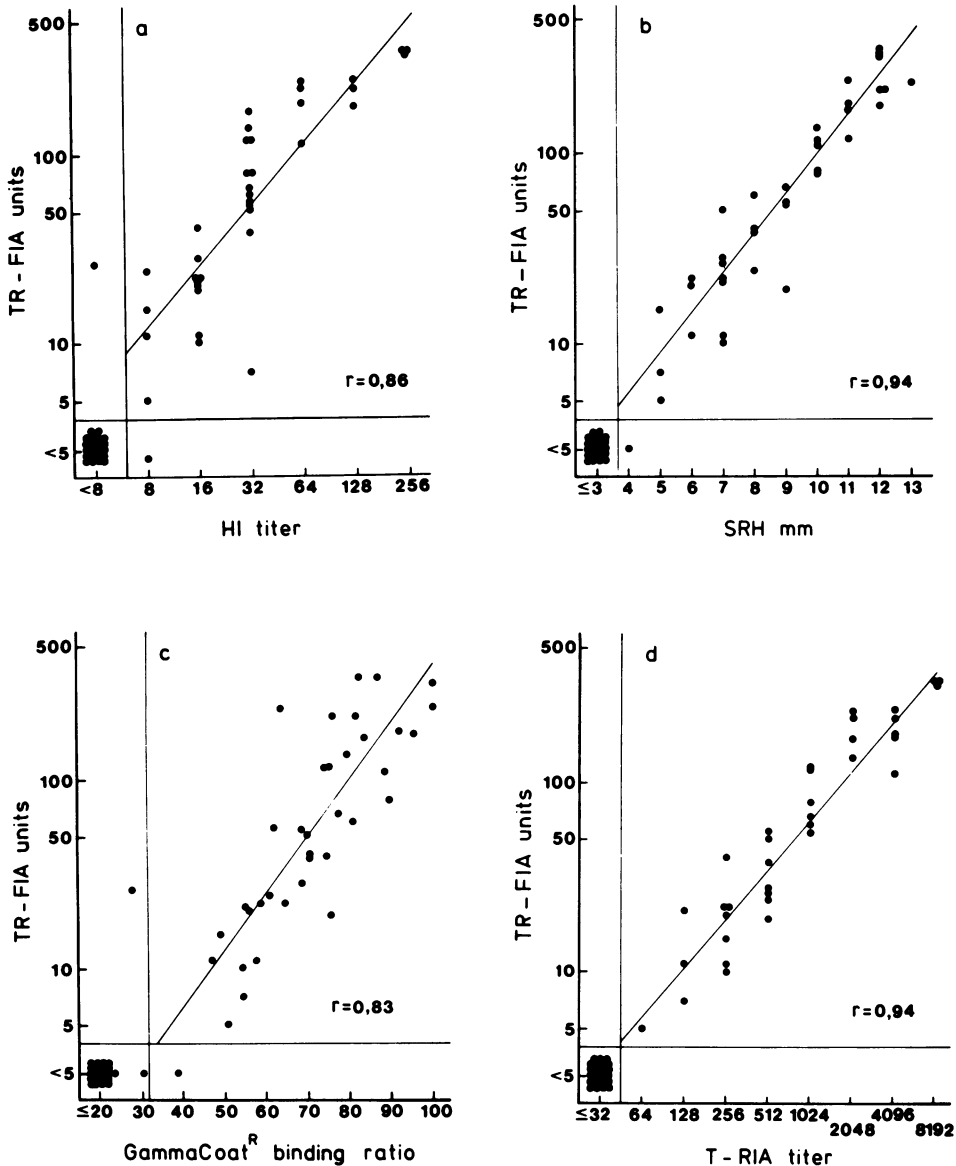 a
500
100
50
10
5
<5
TR-FIA units
r=0,86
<8 8 16 32 64 128 256
HI titer
b
500
100
50
10
5
<5
TR-FIA units
r=0,94
≤3 4 5 6 7 8 9 10 11 12 13
SRH mm
c
500
100
50
10
5
<5
TR-FIA units
r=0,83
≤20 30 40 50 60 70 80 90 100
GammaCoatR binding ratio
d
500
100
50
10
5
<5
TR-FIA units
r=0,94
≤32 64 128 256 512 1024 4096
2048 8192
T-RIA titer